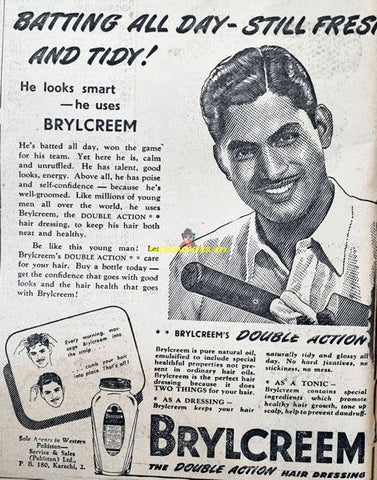 BATTING ALL DAY - STILL FRES
AND TIDY!
He looks smart
— he uses
BRYLCREEM
He's batted all day, won the game
for his team. Yet here he is, calm
and unruffled. He has talent, good
looks, energy. Above all, he has poise
and self-confidence — because he's
well-groomed. Like millions of young
men all over the world, he uses
Brylcreem, the DOUBLE ACTION **
hair dressing, to keep his hair both
neat and healthy.
Be like this young man! Let
Brylcreem's DOUBLE ACTION ** care
for your hair. Buy a bottle today —
get the confidence that goes with good
looks and the health that goes
with Brylcreem!
Every morning, mas-
sage Brylcreem into
the scalp...
... comb your hair
into place. That's all!
Sole Agents in Western
Pakistan—
Service & Sales
(Pakistan) Ltd.,
P. B. 180, Karachi, 2.
** BRYLCREEM'S DOUBLE ACTION
Brylcreem is pure natural oil,
emulsified to include special
healthful properties not pre-
sent in ordinary hair oils.
Brylcreem is the perfect hair
dressing because it does
TWO THINGS for your hair.
* AS A DRESSING -
Brylcreem keeps your hair
naturally tidy and glossy all
day. No hard fixatives, no
stickiness, no mess.
* AS A TONIC -
Brylcreem contains special
ingredients which promote
healthy hair growth, tone up
scalp, help to prevent dandruff.
BRYLCREEM
THE DOUBLE ACTION HAIR DRESSING